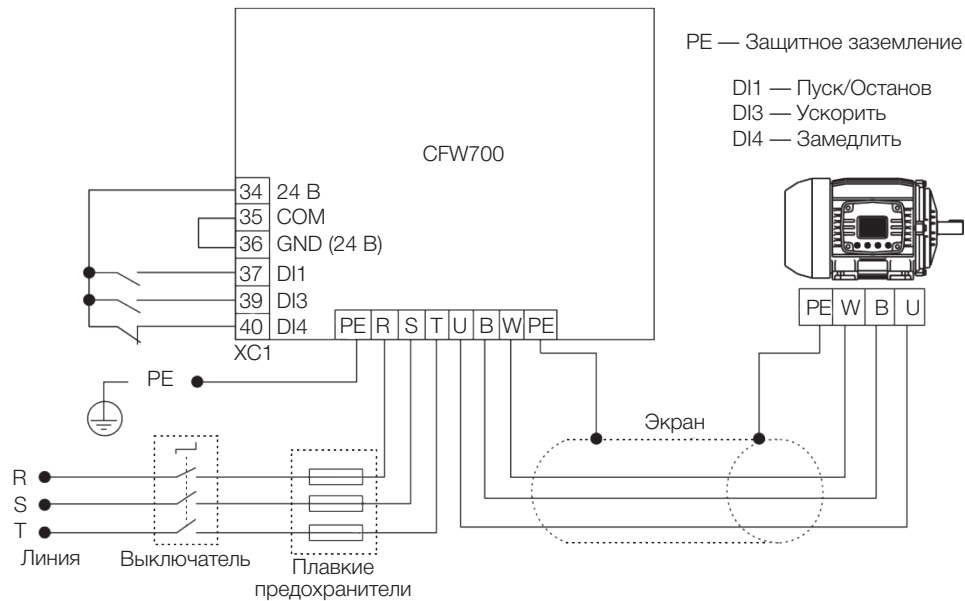 PE — Защитное заземление
DI1 — Пуск/Останов
DI3 — Ускорить
DI4 — Замедлить
CFW700
34 24 В
35 COM
36 GND (24 В)
37 DI1
39 DI3
40 DI4
XC1
PE R S T U B W PE
PE W B U
PE
Экран
R
S
T
Линия
Выключатель
Плавкие
предохранители